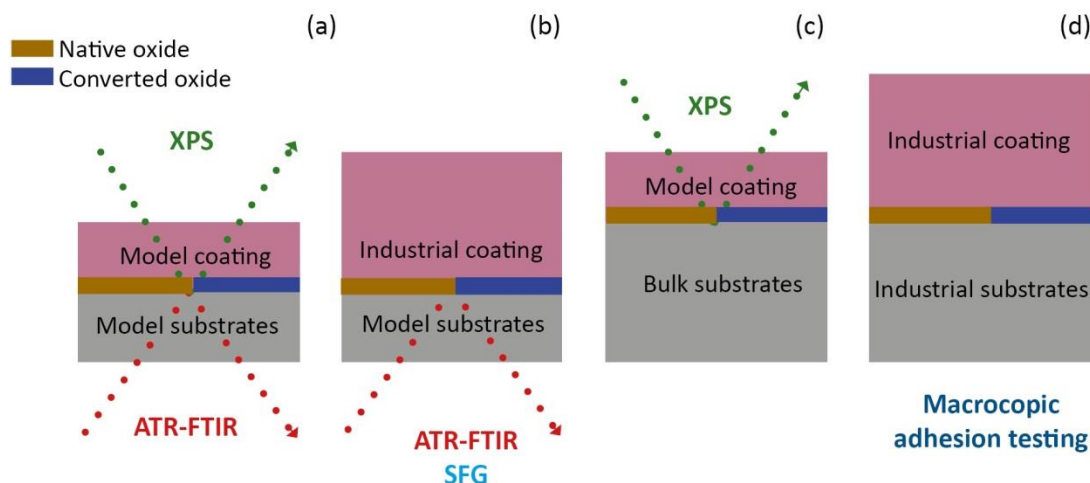 (a)
(b)
(c)
(d)
Native oxide
Converted oxide
XPS
Model coating
Model substrates
ATR-FTIR
Industrial coating
Model substrates
ATR-FTIR
SFG
XPS
Model coating
Bulk substrates
Industrial coating
Industrial substrates
Macrocopic
adhesion testing